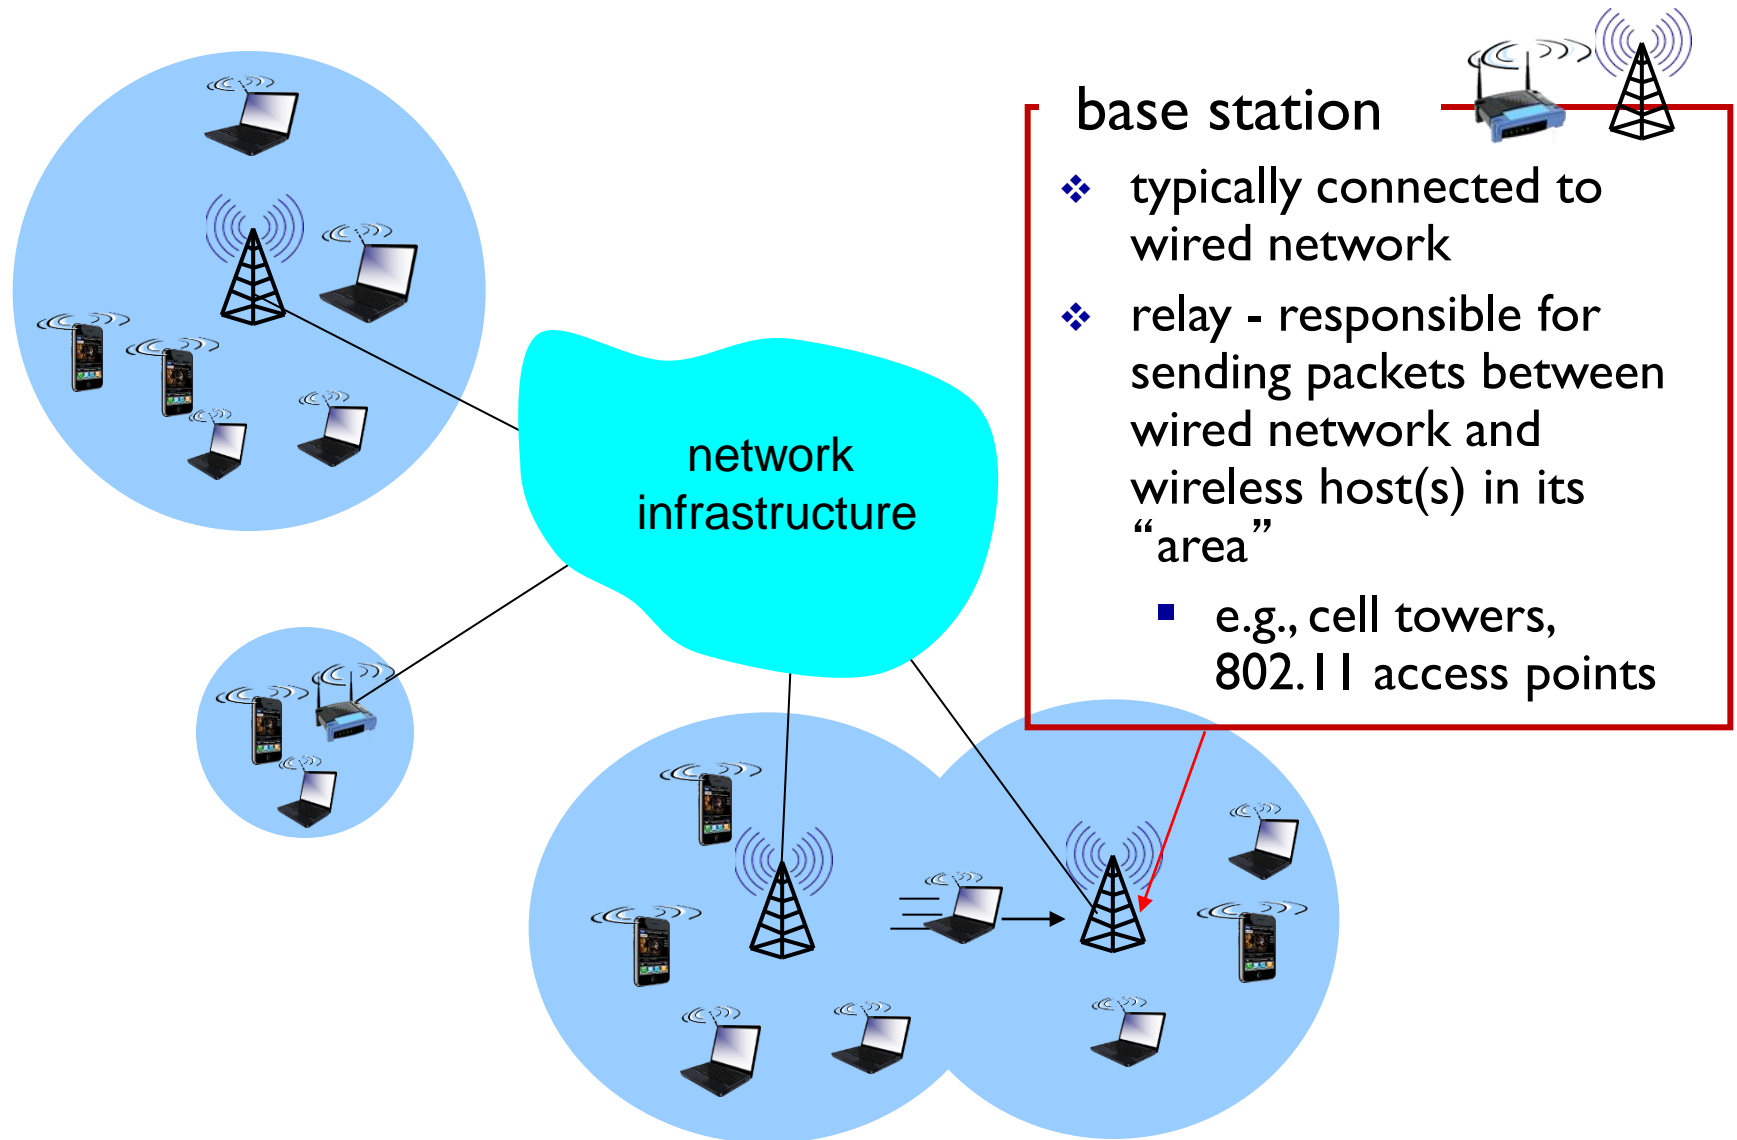 base station
❖ typically connected to
wired network
❖ relay - responsible for
sending packets between
wired network and
wireless host(s) in its
“area”
▪ e.g., cell towers,
802.11 access points
network
infrastructure